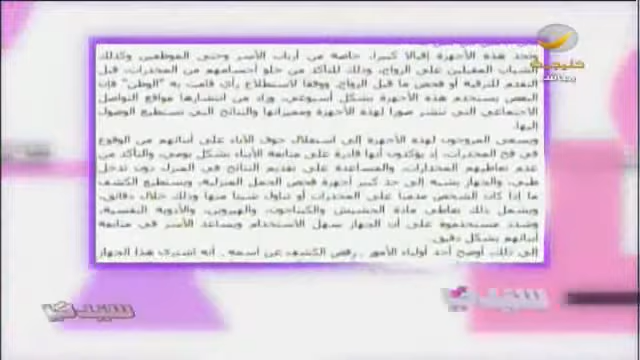 خليجية
مباشر
وتجد هذه الأجهزة إقبالا كبيرا، خاصة من أرباب الأسر وحتى الموظفين وكذلك
الشباب المقبلين على الزواج، وذلك للتأكد من خلو أجسامهم من المخدرات، قبل
التقدم للترقية أو فحص ما قبل الزواج. ووفقا لاستطلاع رأي قامت به "الوطن" فإن
البعض يستخدم هذه الأجهزة بشكل أسبوعي، وزاد من انتشارها مواقع التواصل
الاجتماعي التي تنشر صورا لهذه الأجهزة ومميزاتها والنتائج التي تستطيع الوصول
إليها.
ويسعى المروجون لهذه الأجهزة إلى استغلال خوف الآباء على أبنائهم من الوقوع
في فخ المخدرات، إذ يؤكدون أنها قادرة على متابعة الأبناء بشكل يومي، والتأكد من
عدم تعاطيهم المخدرات، والمساعدة على تقديم النتائج في المنزل دون تدخل
طبي، والجهاز يشبه إلى حد كبير أجهزة فحص الحمل المنزلية، ويستطيع الكشف
ما إذا كان الشخص مدمنا على المخدرات أو تناول شيئا منها وذلك خلال دقائق،
ويشمل ذلك تعاطي مادة الحشيش والكبتاجون، والهيروين، والأدوية النفسية،
وشدد مستخدموه على أن الجهاز سهل الاستخدام ويساعد الأسر في متابعة
أبنائهم بشكل دقيق.
إلى ذلك، أوضح أحد أولياء الأمور _ رفض الكشف عن اسمه _ أنه اشترى هذا الجهاز
سيدتي
سيدتي